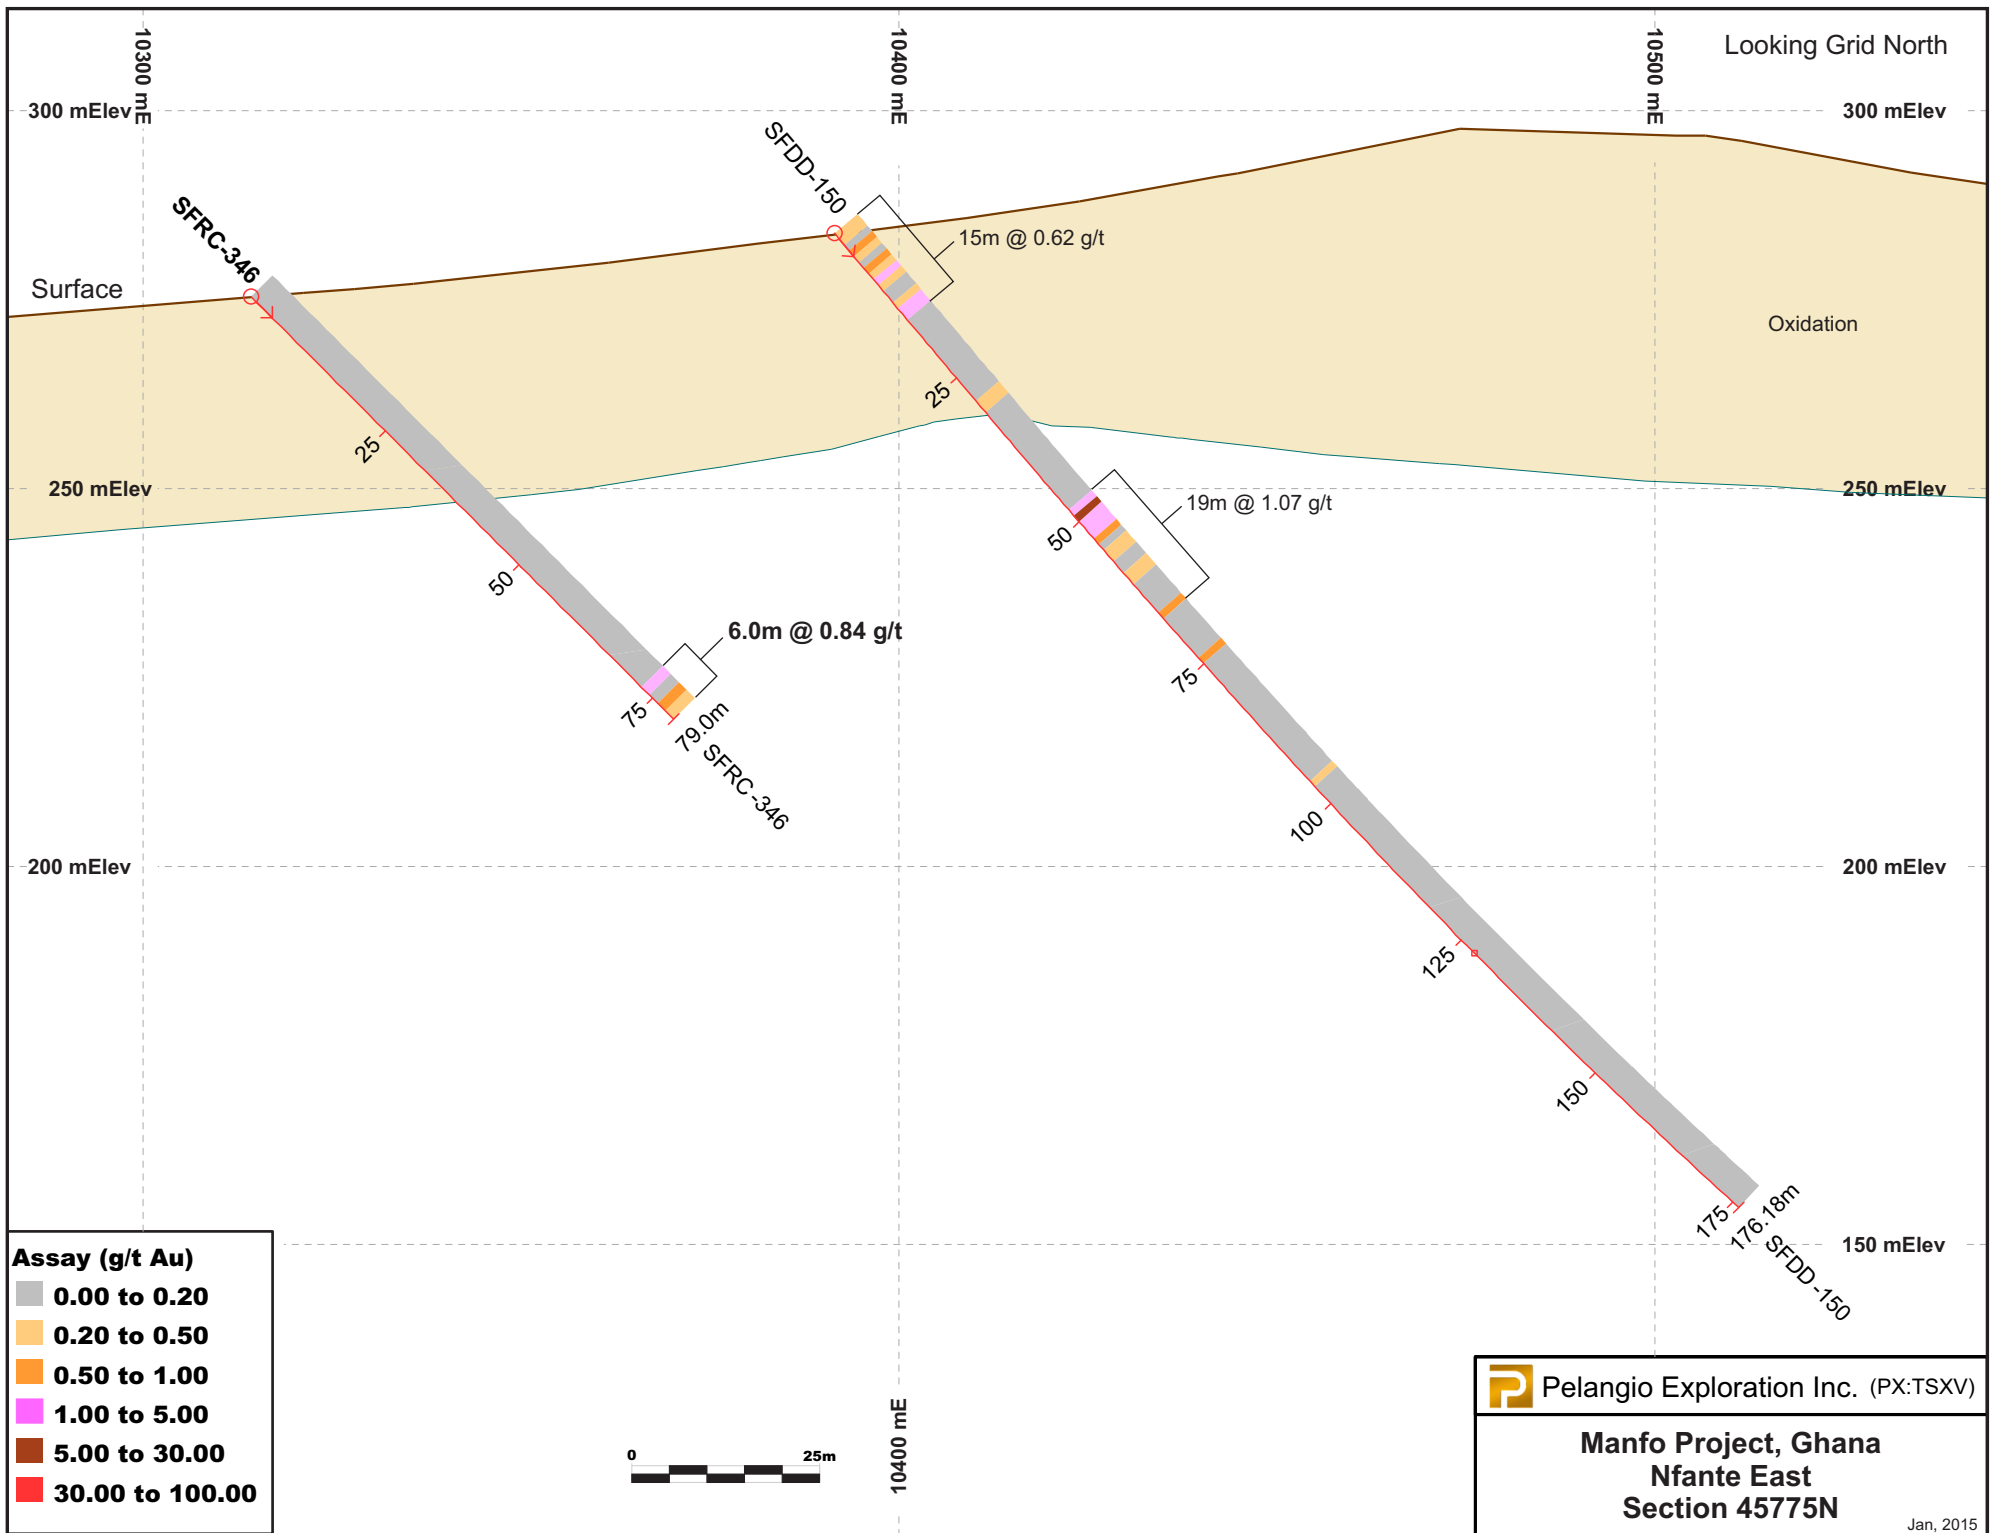 10300 mE
10400 mE
10500 mE
Looking Grid North
300 mElev
300 mElev
SFDD-150
15m @ 0.62 g/t
SFRC-346
Surface
Oxidation
25
25
250 mElev
250 mElev
19m @ 1.07 g/t
50
50
6.0m @ 0.84 g/t
75
75
79.0m
SFRC-346
100
200 mElev
200 mElev
125
150
175
176.18m
SFDD-150
150 mElev
Assay (g/t Au)
0.00 to 0.20
0.20 to 0.50
0.50 to 1.00
1.00 to 5.00
5.00 to 30.00
30.00 to 100.00
0 25m
10400 mE
Pelangio Exploration Inc. (PX:TSXV)
Manfo Project, Ghana
Nfante East
Section 45775N
Jan, 2015